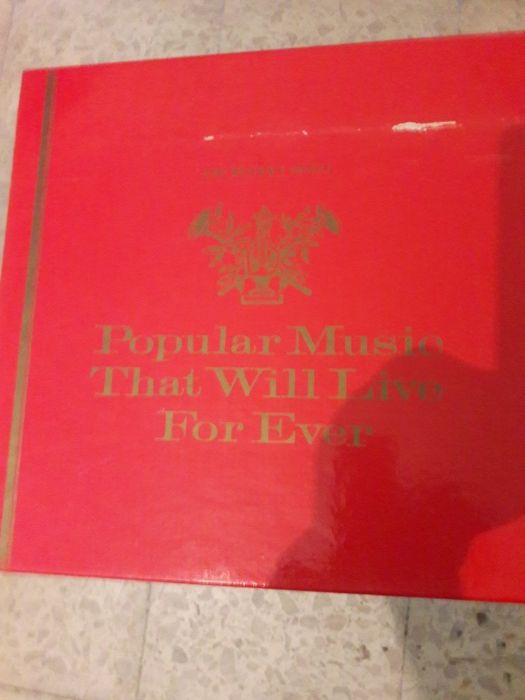 Popular Music
That Will Live
For Ever